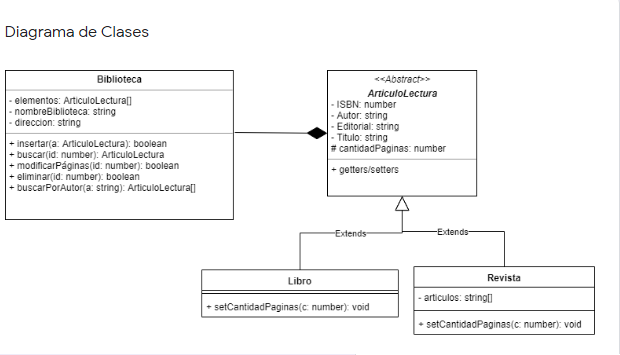 Diagrama de Clases
Biblioteca
- elementos: ArticuloLectura[]
- nombreBiblioteca: string
- direccion: string
+ insertar(a: ArticuloLectura): boolean
+ buscar(id: number): ArticuloLectura
+ modificarPáginas(id: number): boolean
+ eliminar(id: number): boolean
+ buscarPorAutor(a: string): ArticuloLectura[]
<<Abstract>>
ArticuloLectura
- ISBN: number
- Autor: string
- Editorial: string
- Titulo: string
# cantidadPaginas: number
+ getters/setters
Extends
Extends
Libro
+ setCantidadPaginas(c: number): void
Revista
- articulos: string[]
+ setCantidadPaginas(c: number): void